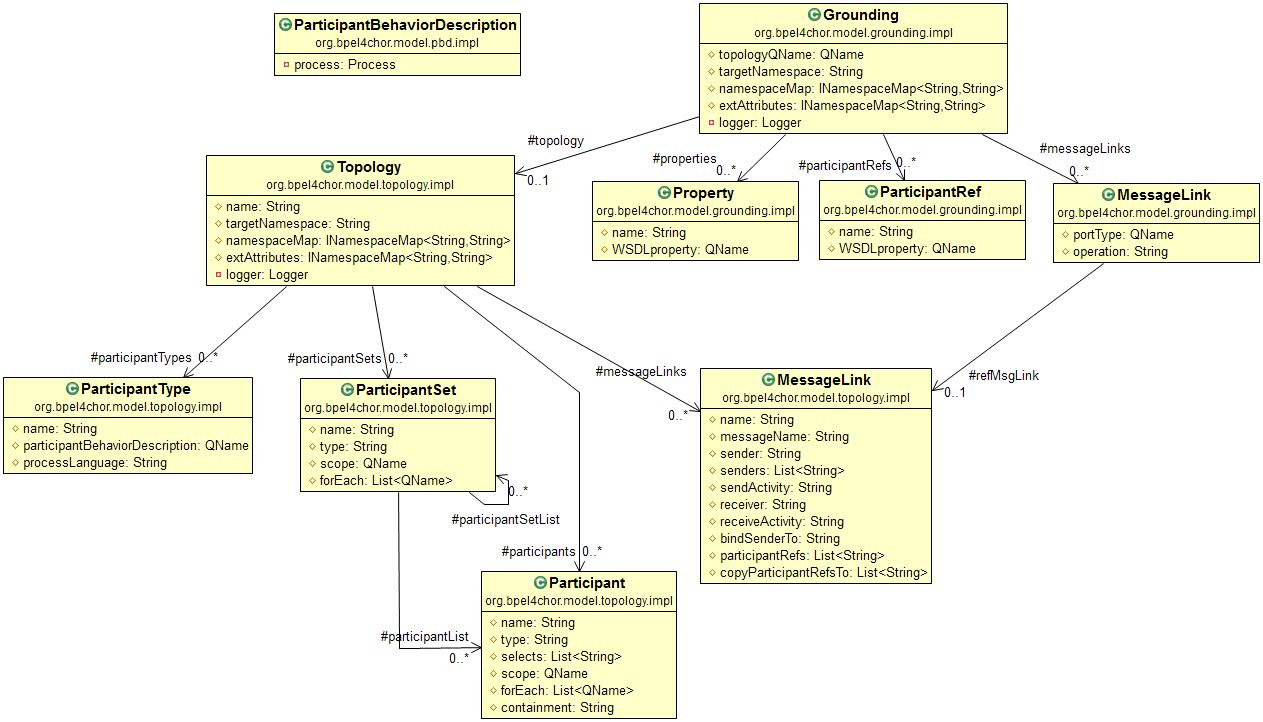 ParticipantBehaviorDescription
org.bpel4chor.model.pbd.impl
process: Process
Grounding
org.bpel4chor.model.grounding.impl
topologyQName: QName
targetNamespace: String
namespaceMap: INamespaceMap<String,String>
extAttributes: INamespaceMap<String,String>
logger: Logger
#topology
0..1
#properties
0..*
#participantRefs
0..*
#messageLinks
0..*
Topology
org.bpel4chor.model.topology.impl
name: String
targetNamespace: String
namespaceMap: INamespaceMap<String,String>
extAttributes: INamespaceMap<String,String>
logger: Logger
Property
org.bpel4chor.model.grounding.impl
name: String
WSDLproperty: QName
ParticipantRef
org.bpel4chor.model.grounding.impl
name: String
WSDLproperty: QName
MessageLink
org.bpel4chor.model.grounding.impl
portType: QName
operation: String
#participantTypes 0..*
#participantSets 0..*
#messageLinks
0..*
#refMsgLink
0..1
ParticipantType
org.bpel4chor.model.topology.impl
name: String
participantBehaviorDescription: QName
processLanguage: String
ParticipantSet
org.bpel4chor.model.topology.impl
name: String
type: String
scope: QName
forEach: List<QName>
0..*
#participantSetList
MessageLink
org.bpel4chor.model.topology.impl
name: String
messageName: String
sender: String
senders: List<String>
sendActivity: String
receiver: String
receiveActivity: String
bindSenderTo: String
participantRefs: List<String>
copyParticipantRefsTo: List<String>
#participants 0..*
#participantList
0..*
Participant
org.bpel4chor.model.topology.impl
name: String
type: String
selects: List<String>
scope: QName
forEach: List<QName>
containment: String